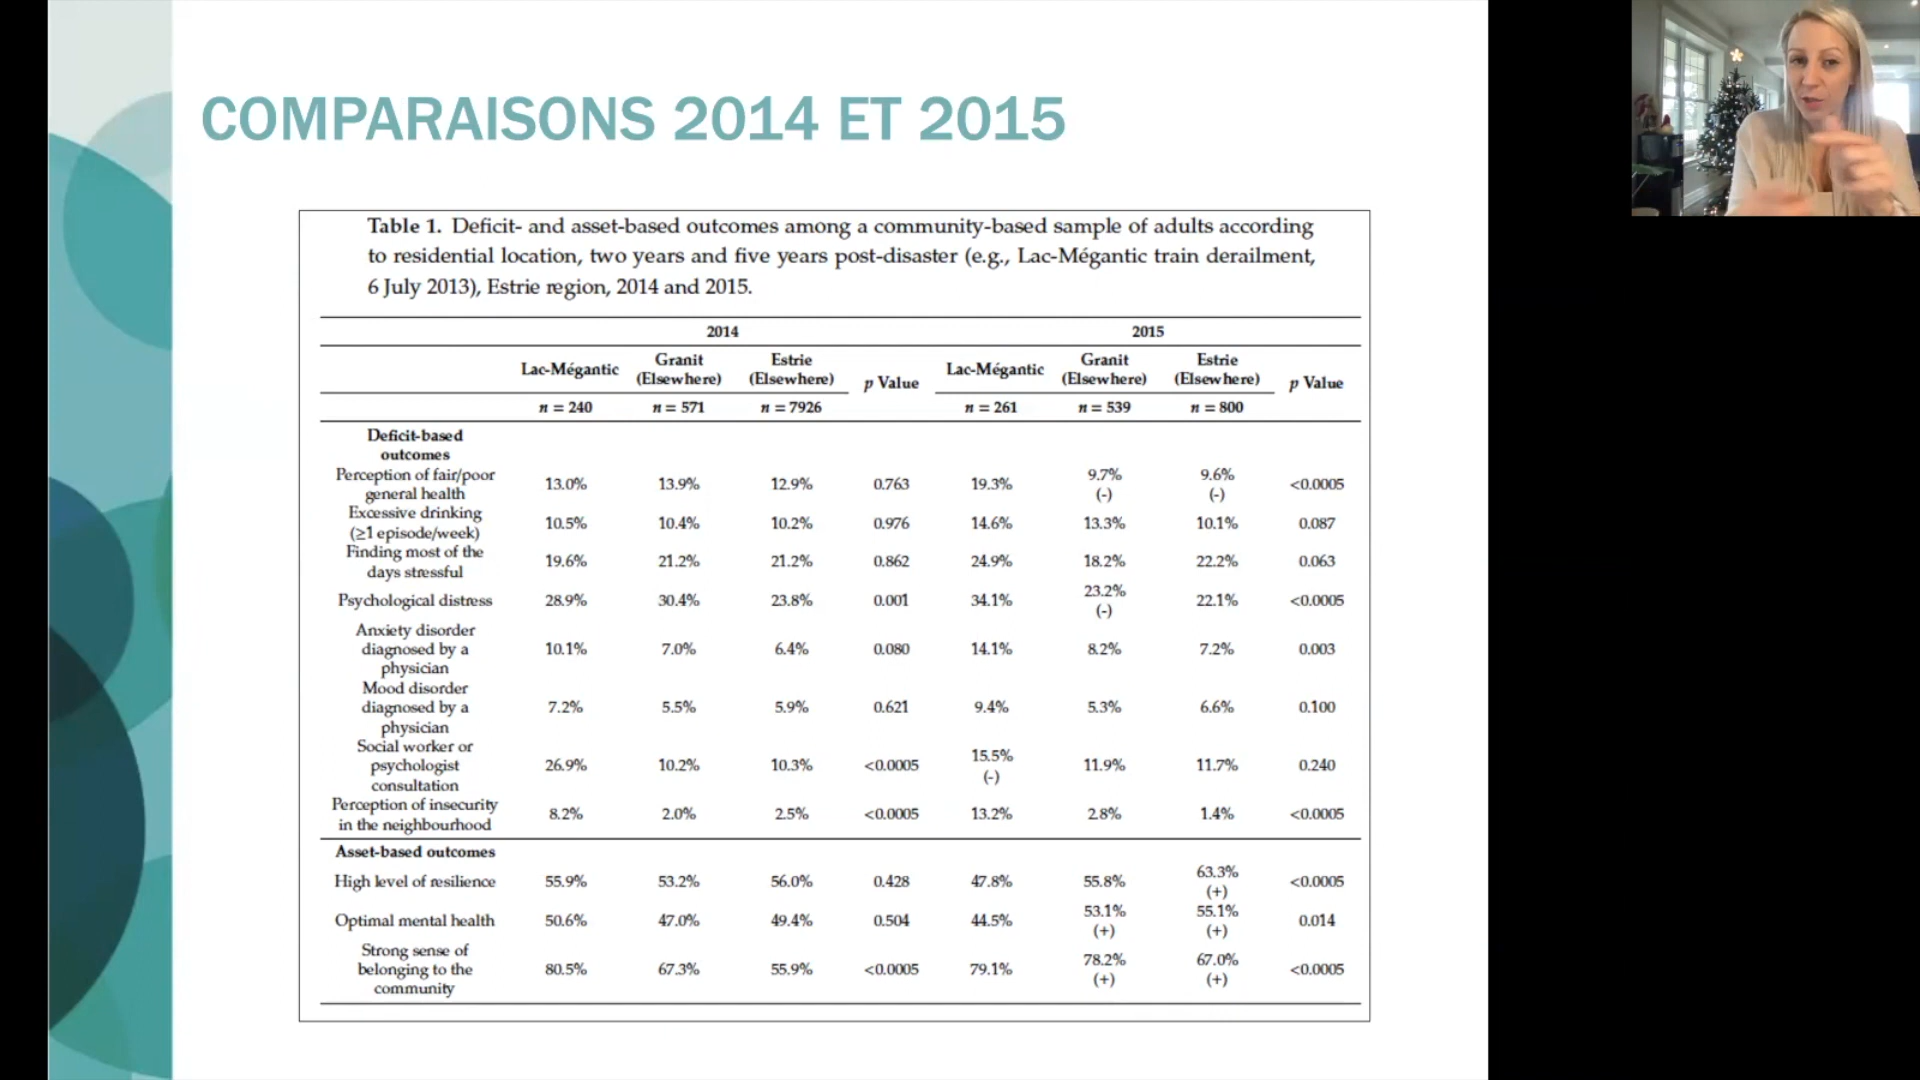 COMPARAISONS 2014 ET 2015
Table 1. Deficit- and asset-based outcomes among a community-based sample of adults according
to residential location, two years and five years post-disaster (e.g., Lac-Mégantic train derailment,
6 July 2013), Estrie region, 2014 and 2015.
2014 2015
Lac-Mégantic Granit (Elsewhere) Estrie (Elsewhere) p Value Lac-Mégantic Granit (Elsewhere) Estrie (Elsewhere) p Value
n = 240 n = 571 n = 7926 n = 261 n = 539 n = 800
Deficit-based
outcomes
Perception of fair/poor
general health 13.0% 13.9% 12.9% 0.763 19.3% 9.7% (-) 9.6% (-) <0.0005
Excessive drinking
(≥1 episode/week) 10.5% 10.4% 10.2% 0.976 14.6% 13.3% 10.1% 0.087
Finding most of the
days stressful 19.6% 21.2% 21.2% 0.862 24.9% 18.2% 22.2% 0.063
Psychological distress 28.9% 30.4% 23.8% 0.001 34.1% 23.2% (-) 22.1% <0.0005
Anxiety disorder
diagnosed by a
physician 10.1% 7.0% 6.4% 0.080 14.1% 8.2% 7.2% 0.003
Mood disorder
diagnosed by a
physician 7.2% 5.5% 5.9% 0.621 9.4% 5.3% 6.6% 0.100
Social worker or
psychologist
consultation 26.9% 10.2% 10.3% <0.0005 15.5% (-) 11.9% 11.7% 0.240
Perception of insecurity
in the neighbourhood 8.2% 2.0% 2.5% <0.0005 13.2% 2.8% 1.4% <0.0005
Asset-based outcomes
High level of resilience 55.9% 53.2% 56.0% 0.428 47.8% 55.8% 63.3% (+) <0.0005
Optimal mental health 50.6% 47.0% 49.4% 0.504 44.5% 53.1% (+) 55.1% (+) 0.014
Strong sense of
belonging to the
community 80.5% 67.3% 55.9% <0.0005 79.1% 78.2% (+) 67.0% (+) <0.0005